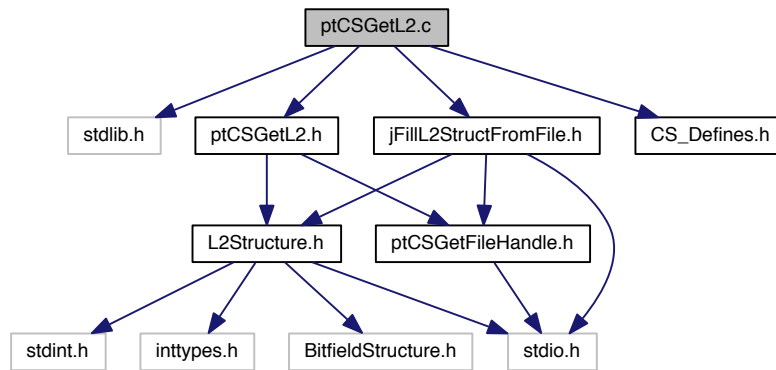 ptCSGetL2.c
stdlib.h
ptCSGetL2.h
jFillL2StructFromFile.h
CS_Defines.h
L2Structure.h
ptCSGetFileHandle.h
stdint.h
inttypes.h
BitfieldStructure.h
stdio.h